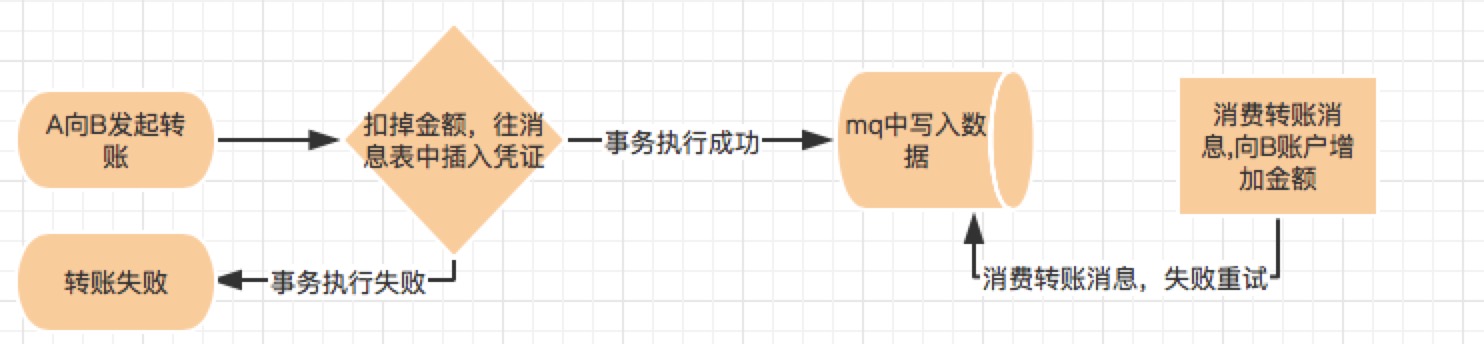 A向B发起转
账
扣掉金额，往消
息表中插入凭证
事务执行成功
mq中写入数
据
消费转账消
息,向B账户增
加金额
转账失败
事务执行失败
消费转账消息，失败重试